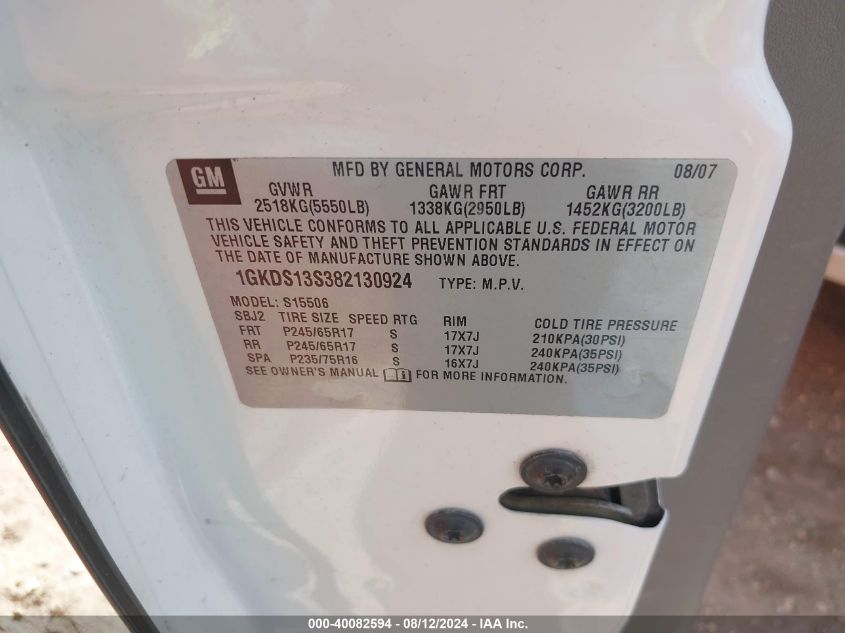 GM
MFD BY GENERAL MOTORS CORP. 08/07
GVWR GAWR FRT GAWR RR
2518KG(5550LB) 1338KG(2950LB) 1452KG(3200LB)
THIS VEHICLE CONFORMS TO ALL APPLICABLE U.S. FEDERAL MOTOR
VEHICLE SAFETY AND THEFT PREVENTION STANDARDS IN EFFECT ON
THE DATE OF MANUFACTURE SHOWN ABOVE.
1GKDS13S382130924 TYPE: M.P.V.
MODEL: S15506
SBJ2 TIRE SIZE SPEED RTG RIM COLD TIRE PRESSURE
FRT P245/65R17 S 17X7J 210KPA(30PSI)
RR P245/65R17 S 17X7J 240KPA(35PSI)
SPA P235/75R16 S 16X7J 240KPA(35PSI)
SEE OWNER'S MANUAL FOR MORE INFORMATION.
000-40082594 - 08/12/2024 - IAA Inc.